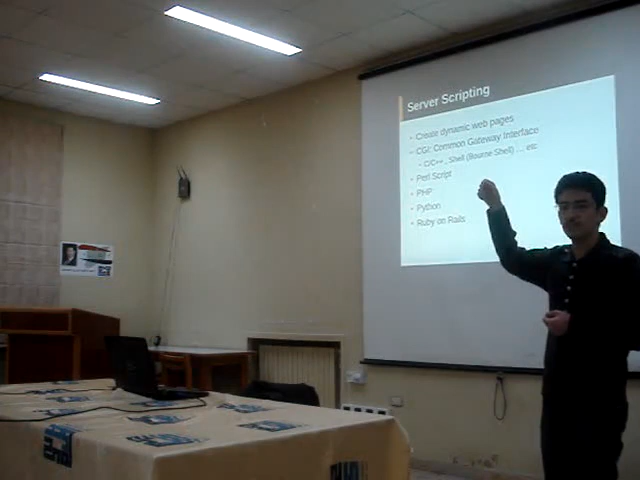 Server Scripting
Create dynamic web pages
CGI: Common Gateway Interface
C/C++ , Shell (Bourne Shell) ... etc
Perl Script
PHP
Python
Ruby on Rails